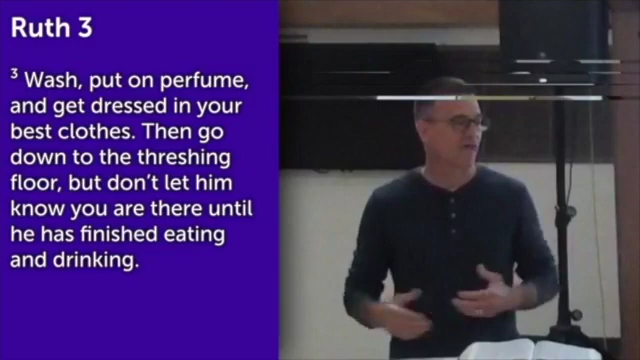 Ruth 3
3 Wash, put on perfume,
and get dressed in your
best clothes. Then go
down to the threshing
floor, but don't let him
know you are there until
he has finished eating
and drinking.